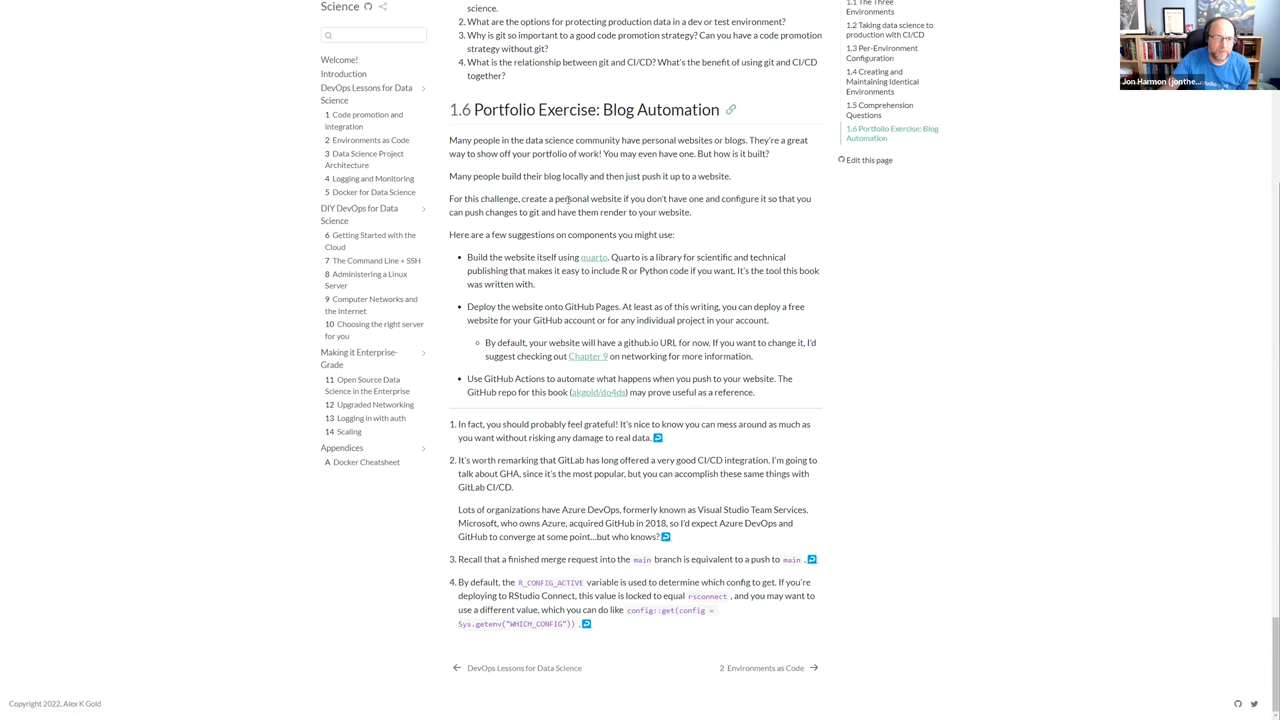 Science
Welcome!
Introduction
DevOps Lessons for Data
Science
1 Code promotion and
integration
2 Environments as Code
3 Data Science Project
Architecture
4 Logging and Monitoring
5 Docker for Data Science
DIY DevOps for Data
Science
6 Getting Started with the
Cloud
7 The Command Line + SSH
8 Administering a Linux
Server
9 Computer Networks and
the Internet
10 Choosing the right server
for you
Making it Enterprise-
Grade
11 Open Source Data
Science in the Enterprise
12 Upgraded Networking
13 Logging in with auth
14 Scaling
Appendices
A Docker Cheatsheet
science.
2. What are the options for protecting production data in a dev or test environment?
3. Why is git so important to a good code promotion strategy? Can you have a code promotion
strategy without git?
4. What is the relationship between git and CI/CD? What's the benefit of using git and CI/CD
together?
1.6 Portfolio Exercise: Blog Automation
Many people in the data science community have personal websites or blogs. They're a great
way to show off your portfolio of work! You may even have one. But how is it built?
Many people build their blog locally and then just push it up to a website.
For this challenge, create a personal website if you don't have one and configure it so that you
can push changes to git and have them render to your website.
Here are a few suggestions on components you might use:
• Build the website itself using quarto. Quarto is a library for scientific and technical
publishing that makes it easy to include R or Python code if you want. It's the tool this book
was written with.
• Deploy the website onto GitHub Pages. At least as of this writing, you can deploy a free
website for your GitHub account or for any individual project in your account.
◦ By default, your website will have a github.io URL for now. If you want to change it, I'd
suggest checking out Chapter 9 on networking for more information.
• Use GitHub Actions to automate what happens when you push to your website. The
GitHub repo for this book (akgold/do4ds) may prove useful as a reference.
1. In fact, you should probably feel grateful! It's nice to know you can mess around as much as
you want without risking any damage to real data.
2. It's worth remarking that GitLab has long offered a very good CI/CD integration. I'm going to
talk about GHA, since it's the most popular, but you can accomplish these same things with
GitLab CI/CD.
Lots of organizations have Azure DevOps, formerly known as Visual Studio Team Services.
Microsoft, who owns Azure, acquired GitHub in 2018, so I'd expect Azure DevOps and
GitHub to converge at some point…but who knows?
3. Recall that a finished merge request into the main branch is equivalent to a push to main .
4. By default, the R_CONFIG_ACTIVE variable is used to determine which config to get. If you're
deploying to RStudio Connect, this value is locked to equal rsconnect , and you may want to
use a different value, which you can do like config::get(config =
Sys.getenv("WHICH_CONFIG")) .
DevOps Lessons for Data Science
2 Environments as Code
1.1 The Three
Environments
1.2 Taking data science to
production with CI/CD
1.3 Per-Environment
Configuration
1.4 Creating and
Maintaining Identical
Environments
1.5 Comprehension
Questions
1.6 Portfolio Exercise: Blog
Automation
Edit this page
Jon Harmon (jonthe...
Copyright 2022, Alex K Gold